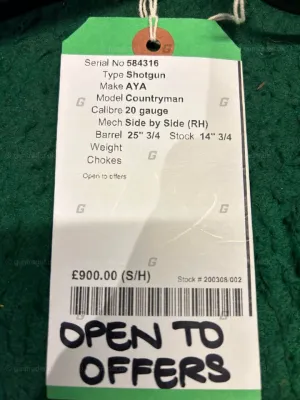 Serial No 584316
Type Shotgun
Make AYA
Model Countryman
Calibre 20 gauge
Mech Side by Side (RH)
Barrel 25" 3/4 Stock 14" 3/4
Weight
Chokes
Open to offers
£900.00 (S/H)
Stock # 200308/002
OPEN TO
OFFERS